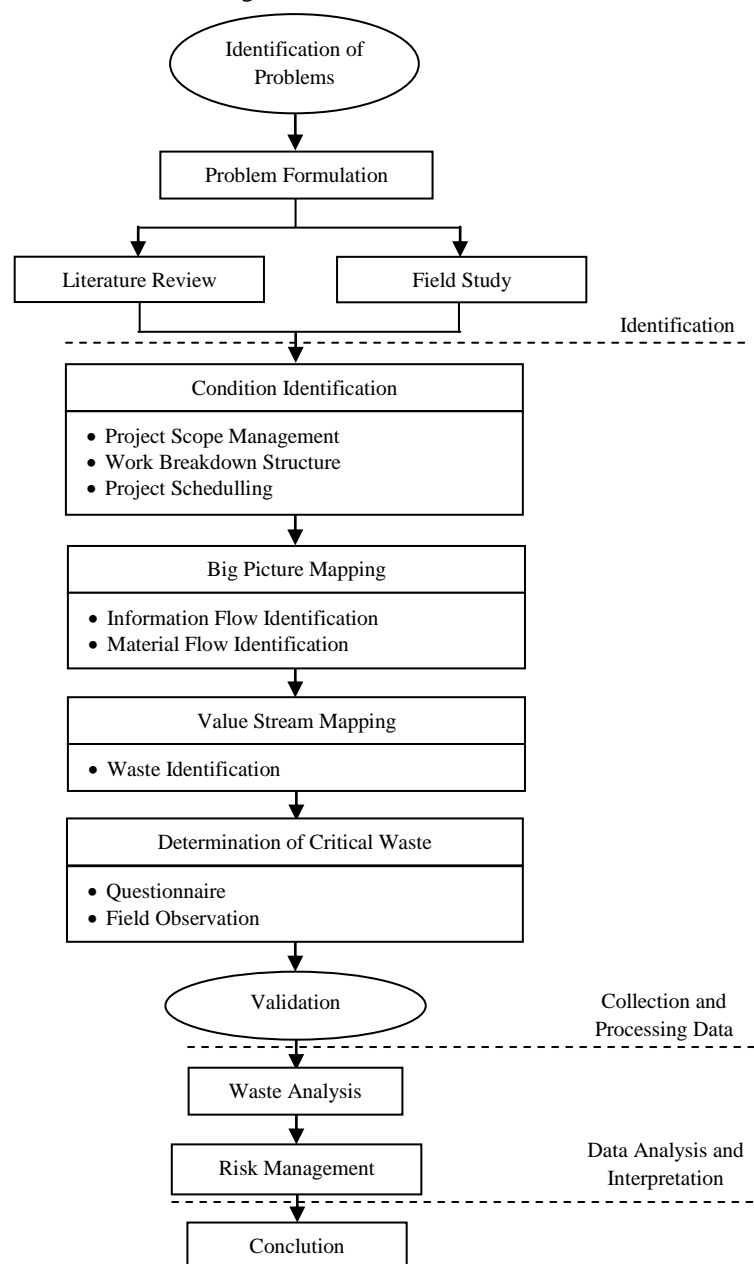 Identification of
Problems
Problem Formulation
Literature Review
Field Study
Identification
Condition Identification
• Project Scope Management
• Work Breakdown Structure
• Project Schedulling
Big Picture Mapping
• Information Flow Identification
• Material Flow Identification
Value Stream Mapping
• Waste Identification
Determination of Critical Waste
• Questionnaire
• Field Observation
Validation
Collection and
Processing Data
Waste Analysis
Risk Management
Data Analysis and
Interpretation
Conclution